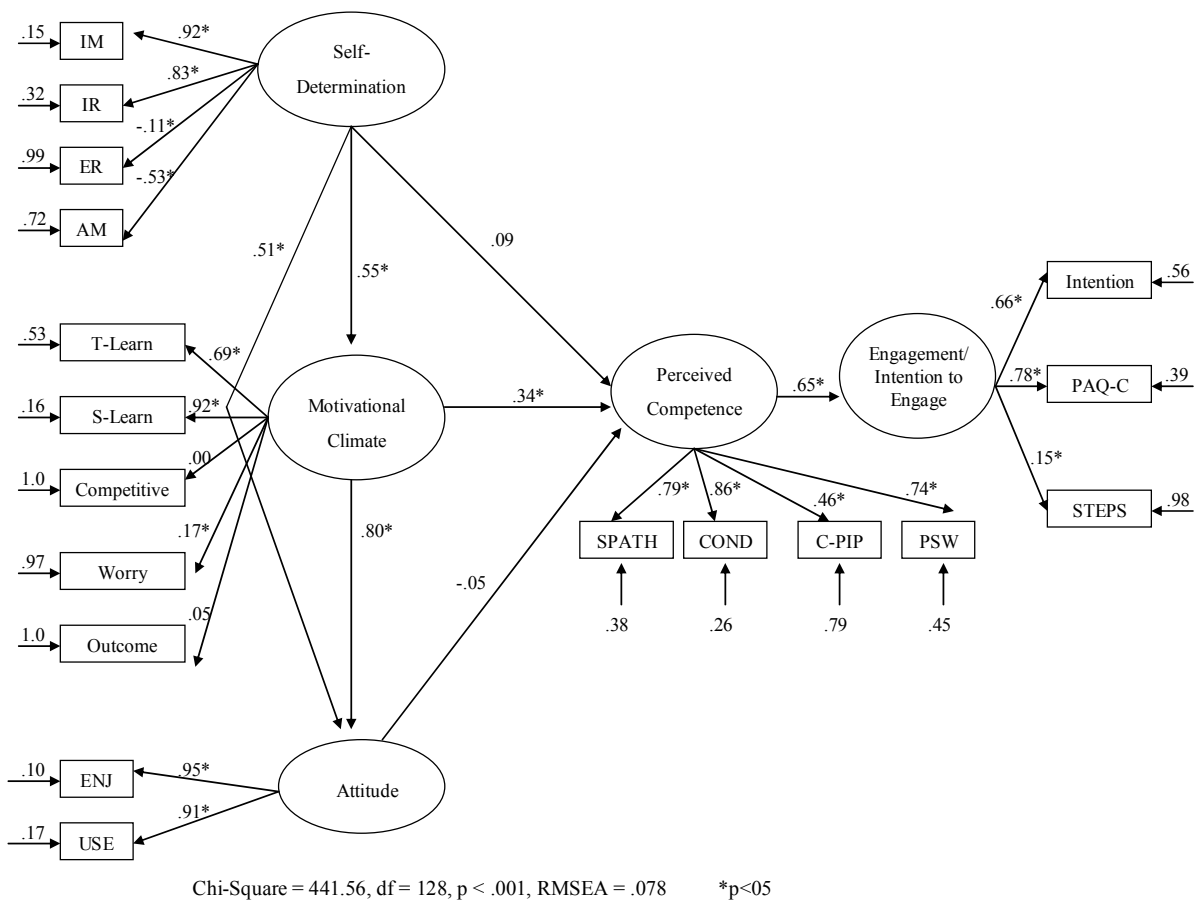 .15
IM
.92*
Self-
Determination
.83*
.32
IR
-.11*
.99
ER
-.53*
.72
AM
.51*
.55*
.09
Intention
.56
.66*
.53
T-Learn
.69*
.16
S-Learn
.92*
Motivational
Climate
.34*
Perceived
Competence
.65*
Engagement/
Intention to
Engage
.78*
PAQ-C
.39
.00
1.0
Competitive
.15*
STEPS
.98
.17*
.80*
.79*
.86*
.46*
.74*
SPATH
COND
C-PIP
PSW
.97
Worry
-.05
.05
.38
.26
.79
.45
1.0
Outcome
.10
ENJ
.95*
Attitude
.91*
.17
USE
Chi-Square = 441.56, df = 128, p < .001, RMSEA = .078 *p<05